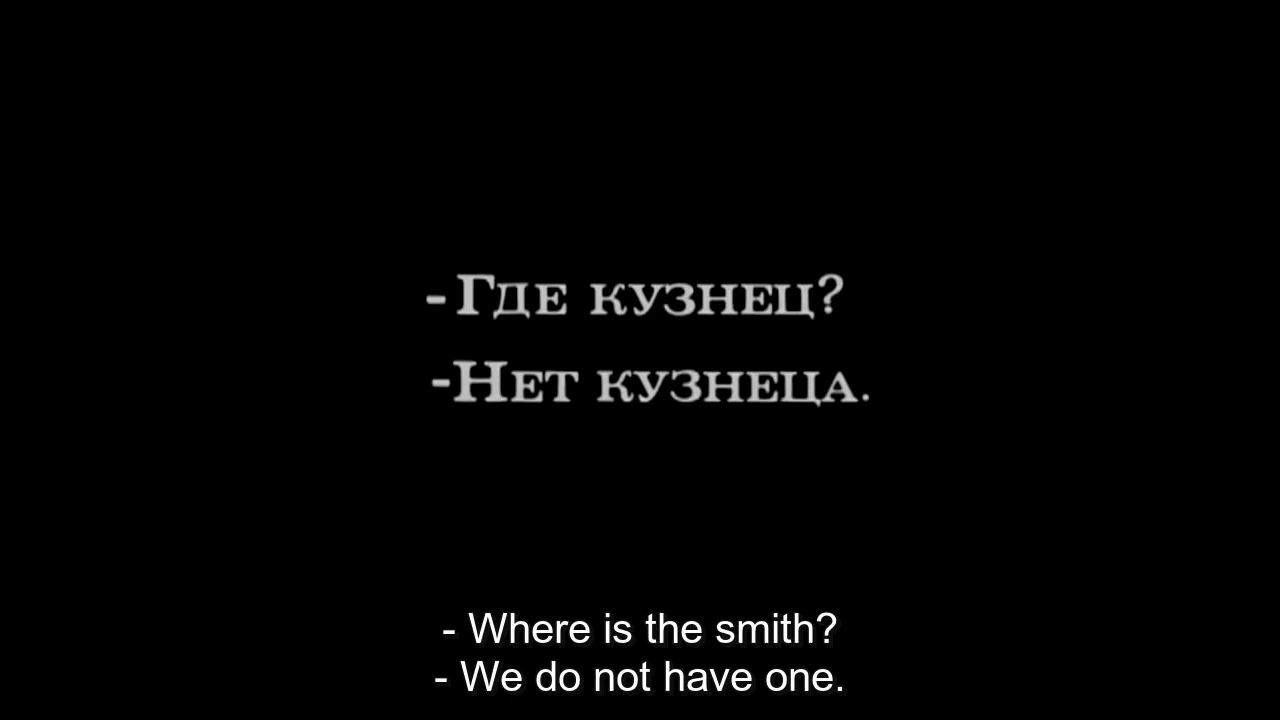 -Где кузнец?
-Нет кузнеца.
- Where is the smith?
- We do not have one.